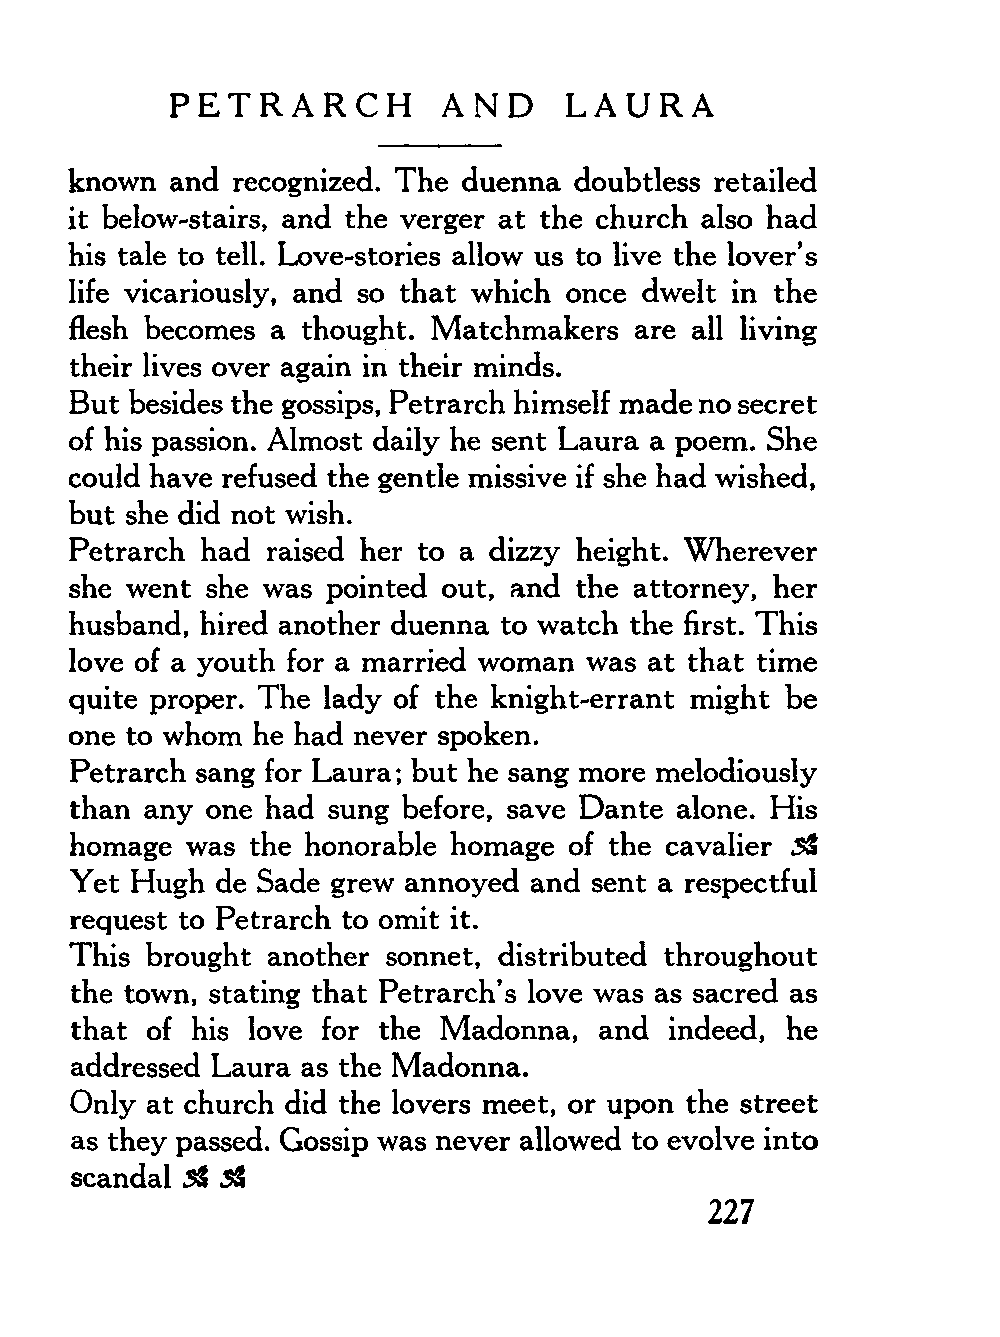 PETRARCH AND LAURA
known and recognized. The duenna doubtless retailed
it below-stairs, and the verger at the church also had
his tale to tell. Love-stories allow us to live the lover's
life vicariously, and so that which once dwelt in the
flesh becomes a thought. Matchmakers are all living
their lives over again in their minds.
But besides the gossips, Petrarch himself made no secret
of his passion. Almost daily he sent Laura a poem. She
could have refused the gentle missive if she had wished,
but she did not wish.
Petrarch had raised her to a dizzy height. Wherever
she went she was pointed out, and the attorney, her
husband, hired another duenna to watch the first. This
love of a youth for a married woman was at that time
quite proper. The lady of the knight-errant might be
one to whom he had never spoken.
Petrarch sang for Laura; but he sang more melodiously
than any one had sung before, save Dante alone. His
homage was the honorable homage of the cavalier
Yet Hugh de Sade grew annoyed and sent a respectful
request to Petrarch to omit it.
This brought another sonnet, distributed throughout
the town, stating that Petrarch's love was as sacred as
that of his love for the Madonna, and indeed, he
addressed Laura as the Madonna.
Only at church did the lovers meet, or upon the street
as they passed. Gossip was never allowed to evolve into
scandal
227